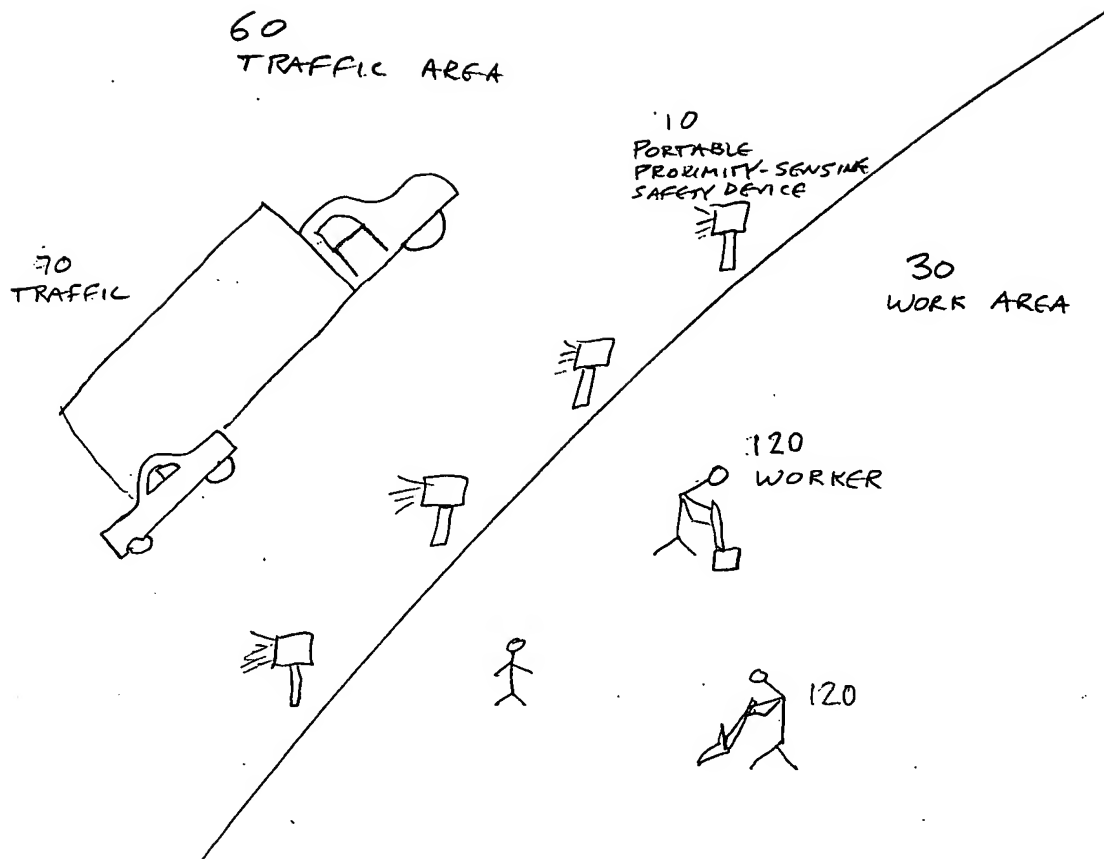 60
TRAFFIC AREA
10
PORTABLE
PROXIMITY-SENSING
SAFETY DEVICE
70
TRAFFIC
30
WORK AREA
120
WORKER
120